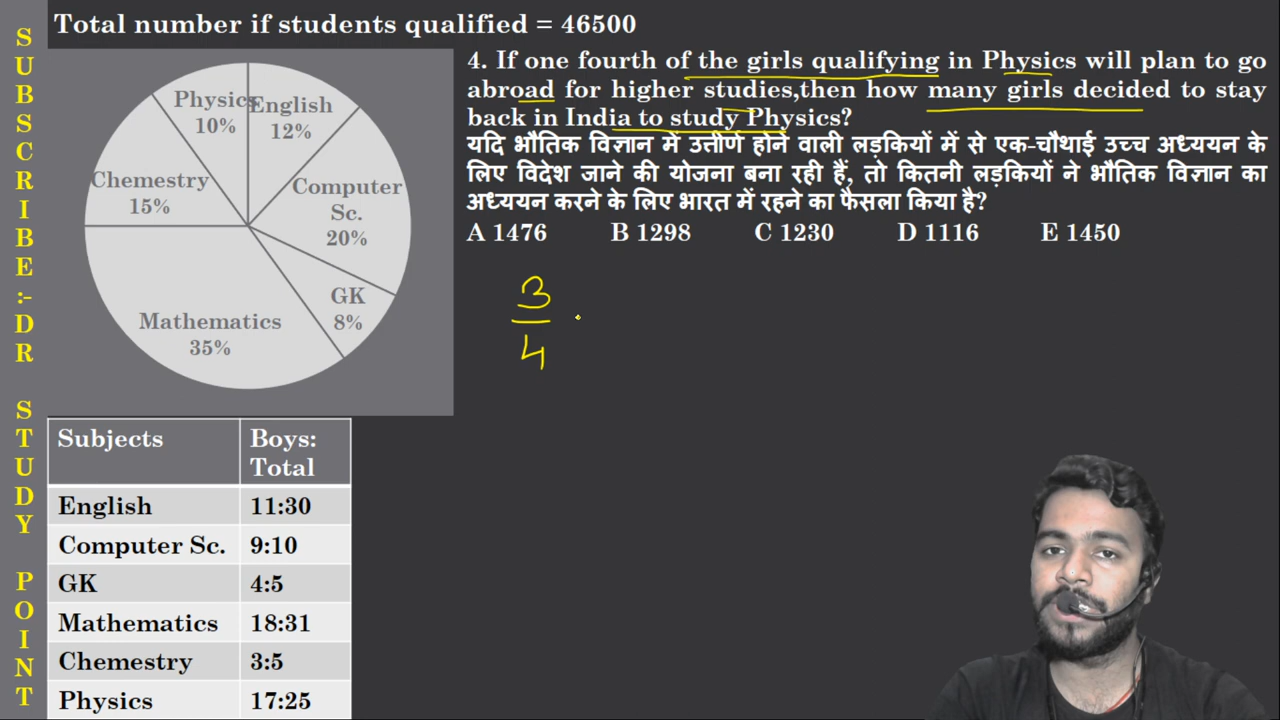 SUBSCRIBE:-DR STUDY POINT
Total number if students qualified = 46500
4. If one fourth of the girls qualifying in Physics will plan to go
abroad for higher studies,then how many girls decided to stay
back in India to study Physics?
यदि भौतिक विज्ञान में उत्तीर्ण होने वाली लड़कियों में से एक-चौथाई उच्च अध्ययन के
लिए विदेश जाने की योजना बना रही हैं, तो कितनी लड़कियों ने भौतिक विज्ञान का
अध्ययन करने के लिए भारत में रहने का फैसला किया है?
A 1476 B 1298 C 1230 D 1116 E 1450
3
4
Physics
10%
English
12%
Computer
Sc.
20%
GK
8%
Mathematics
35%
Chemestry
15%
Subjects Boys:
Total
English 11:30
Computer Sc. 9:10
GK 4:5
Mathematics 18:31
Chemestry 3:5
Physics 17:25